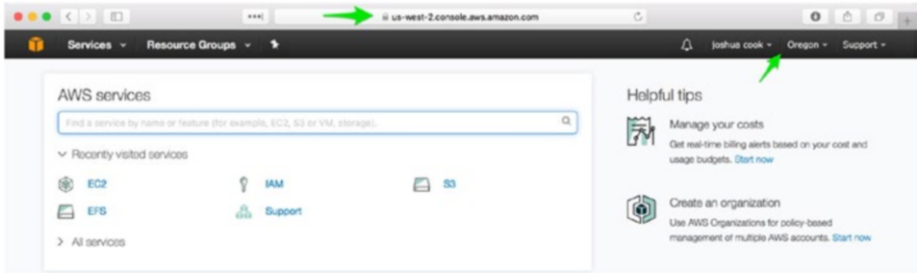 us-west-2.console.aws.amazon.com
Services Resource Groups joshua cook Oregon Support
AWS services
Find a service by name or feature (for example, EC2, S3 or VM, storage).
Recently visited services
EC2 IAM S3
EFS Support
All services
Helpful tips
Manage your costs
Get real-time billing alerts based on your cost and
usage budgets. Start now
Create an organization
Use AWS Organizations for policy-based
management of multiple AWS accounts. Start now